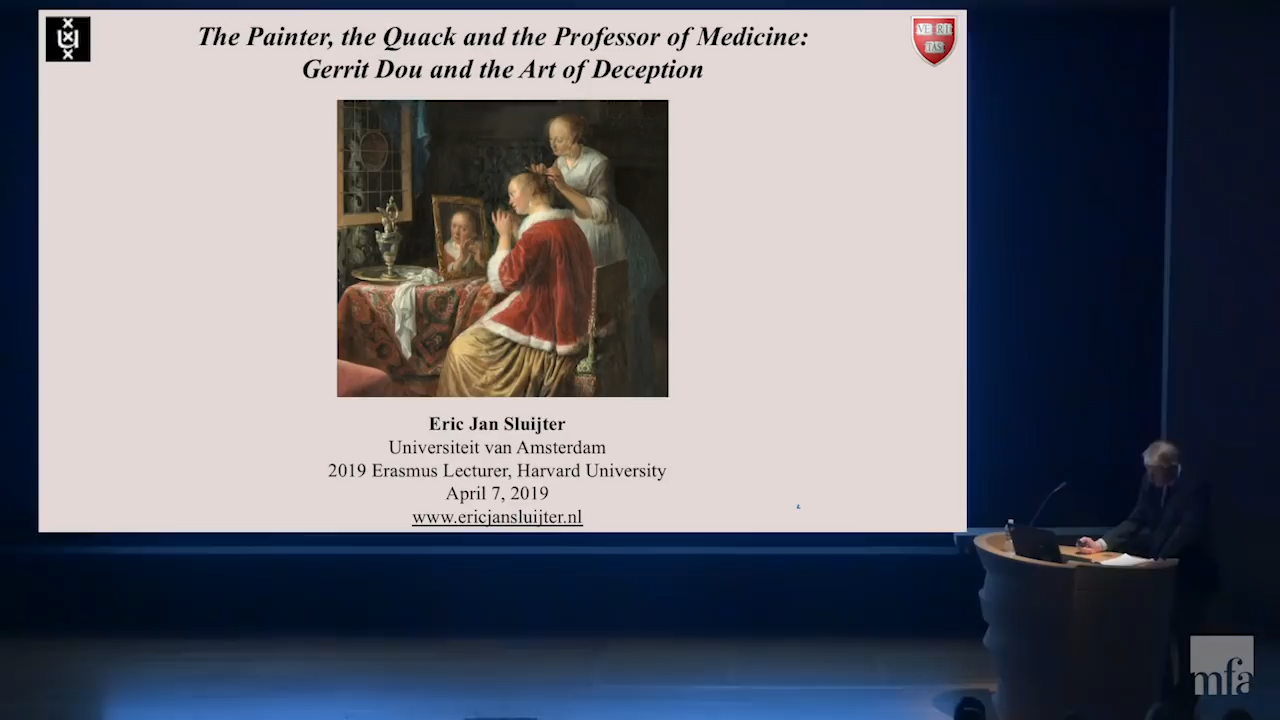 The Painter, the Quack and the Professor of Medicine:
Gerrit Dou and the Art of Deception
VE RI
TAS
Eric Jan Sluijter
Universiteit van Amsterdam
2019 Erasmus Lecturer, Harvard University
April 7, 2019
www.ericjansluijter.nl
mfa